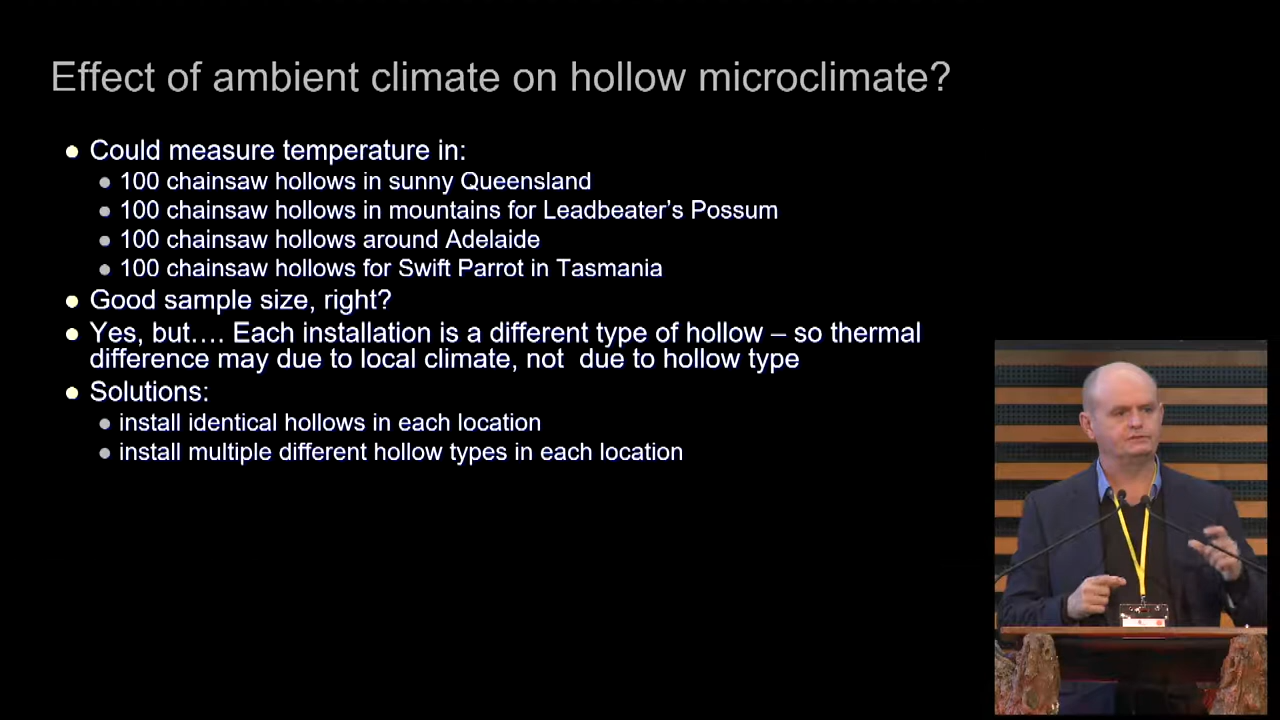 Effect of ambient climate on hollow microclimate?
Could measure temperature in:
100 chainsaw hollows in sunny Queensland
100 chainsaw hollows in mountains for Leadbeater's Possum
100 chainsaw hollows around Adelaide
100 chainsaw hollows for Swift Parrot in Tasmania
Good sample size, right?
Yes, but…. Each installation is a different type of hollow – so thermal
difference may due to local climate, not  due to hollow type
Solutions:
install identical hollows in each location
install multiple different hollow types in each location